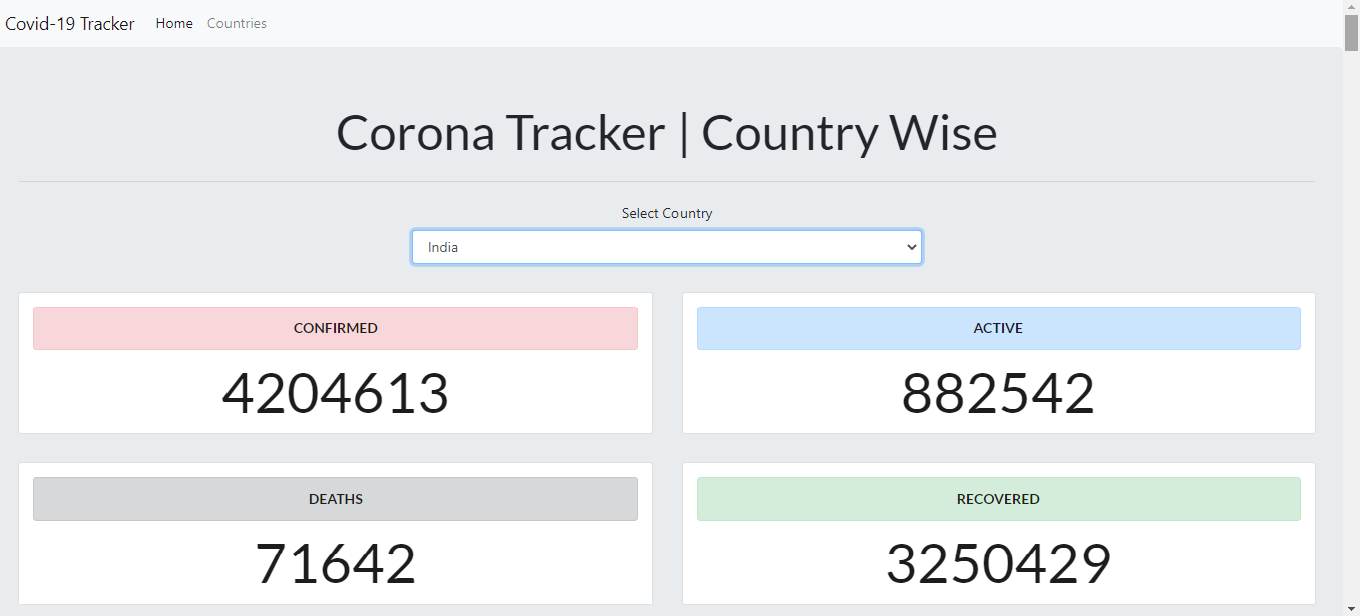 Covid-19 Tracker Home Countries
Corona Tracker | Country Wise
Select Country
India
CONFIRMED
4204613
ACTIVE
882542
DEATHS
71642
RECOVERED
3250429